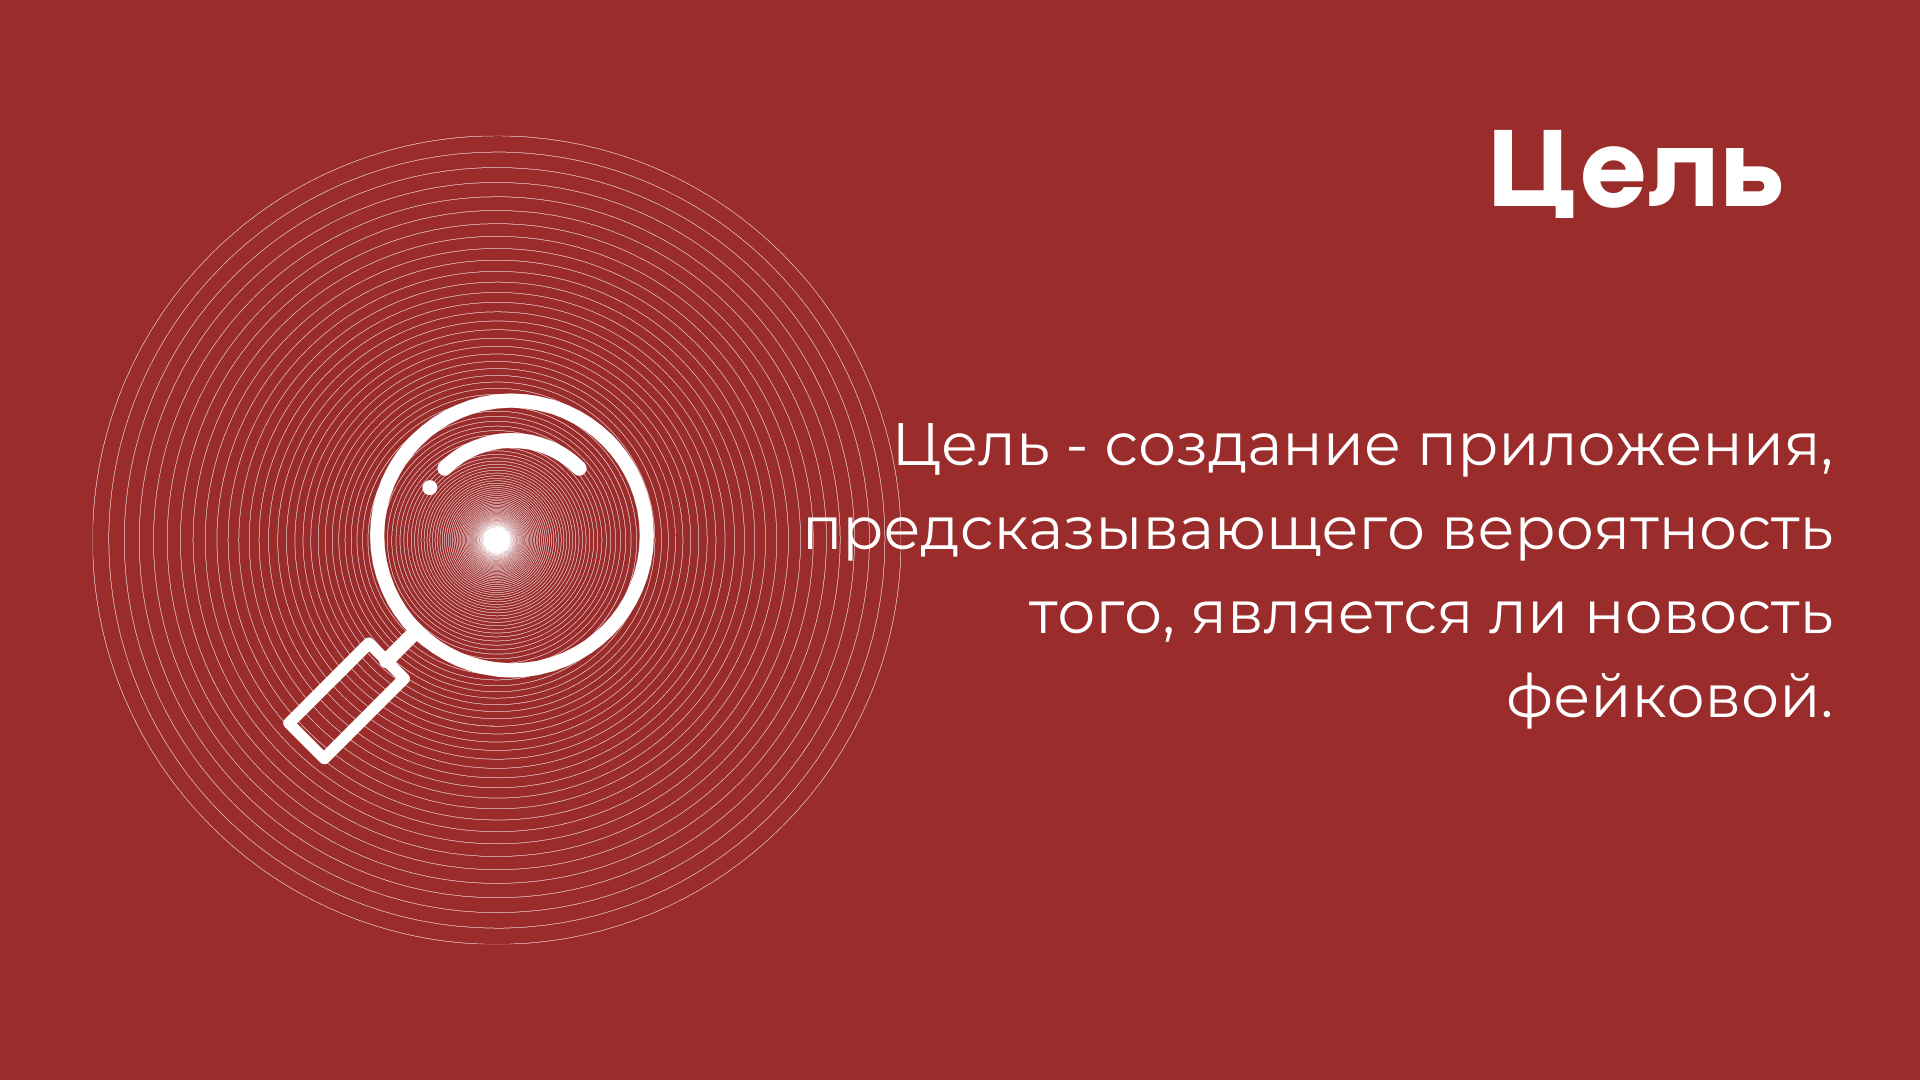 Цель
Цель - создание приложения,
предсказывающего вероятность
того, является ли новость
фейковой.